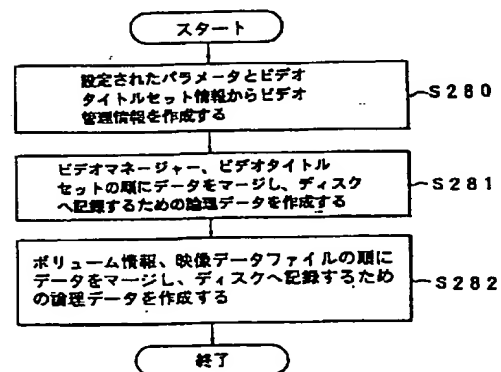 スタート
設定されたパラメータとビデオ
タイトルセット情報からビデオ
管理情報を作成する
S280
ビデオマネージャー、ビデオタイトル
セットの順にデータをマージし、ディスク
へ記録するための論理データを作成する
S281
ボリューム情報、映像データファイルの順に
データをマージし、ディスクへ記録するため
の論理データを作成する
S282
終了